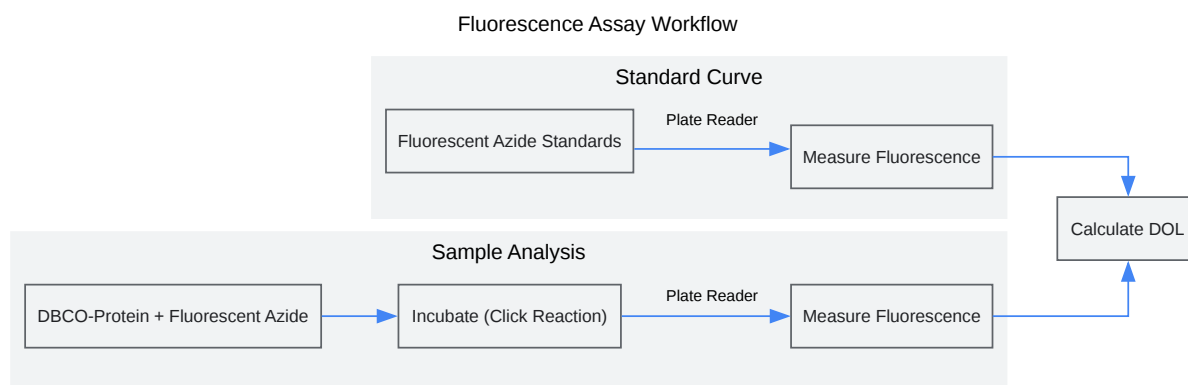 Fluorescence Assay Workflow
Standard Curve
Fluorescent Azide Standards
Plate Reader
Measure Fluorescence
Calculate DOL
Sample Analysis
DBCO-Protein + Fluorescent Azide
Incubate (Click Reaction)
Plate Reader
Measure Fluorescence